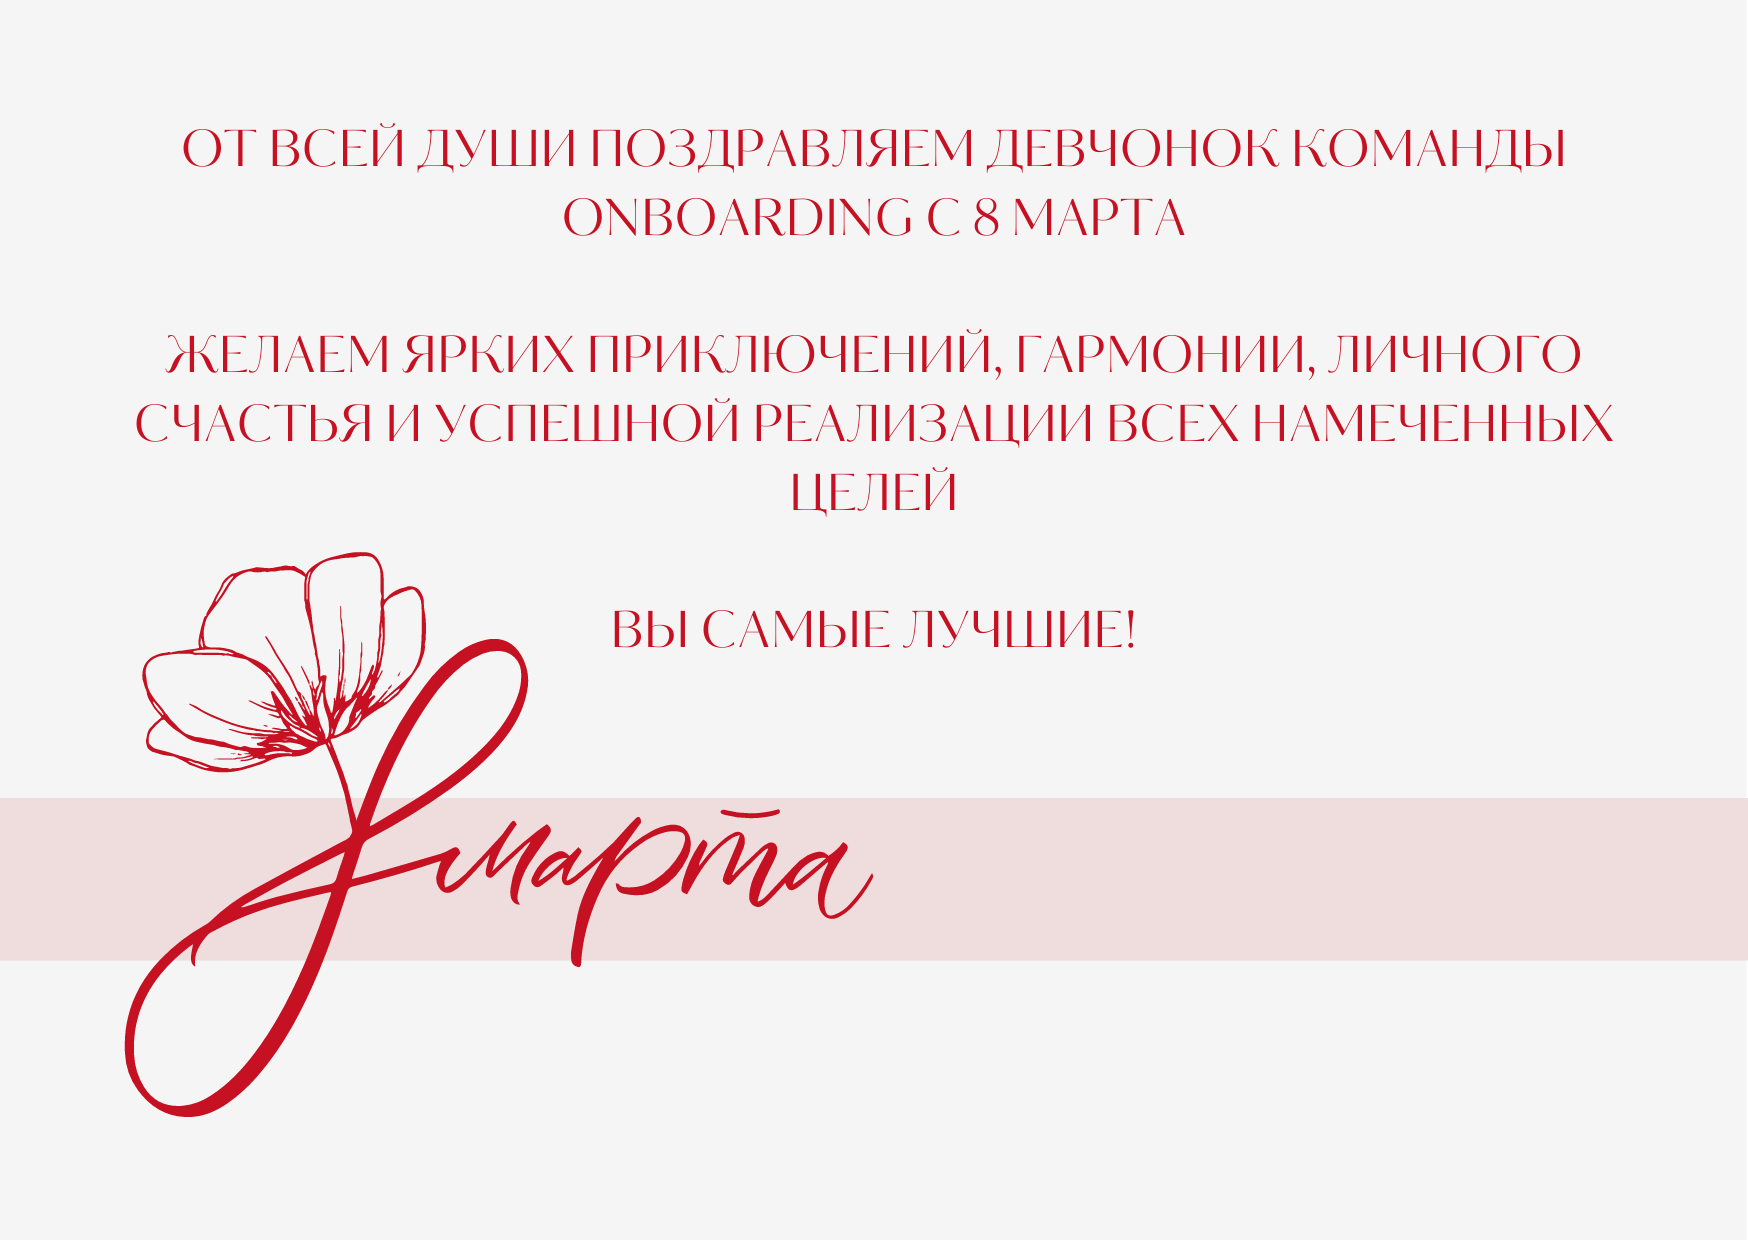 ОТ ВСЕЙ ДУШИ ПОЗДРАВЛЯЕМ ДЕВЧОНОК КОМАНДЫ
ONBOARDING С 8 МАРТА
ЖЕЛАЕМ ЯРКИХ ПРИКЛЮЧЕНИЙ, ГАРМОНИИ, ЛИЧНОГО
СЧАСТЬЯ И УСПЕШНОЙ РЕАЛИЗАЦИИ ВСЕХ НАМЕЧЕННЫХ
ЦЕЛЕЙ
ВЫ САМЫЕ ЛУЧШИЕ!
8 марта